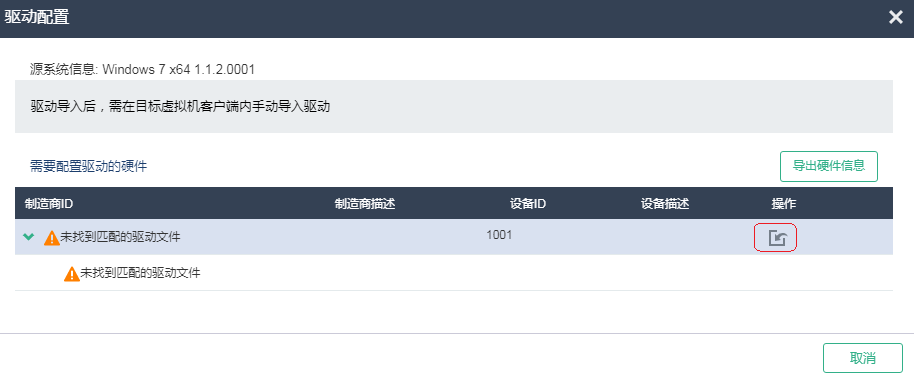 驱动配置
源系统信息: Windows 7 x64 1.1.2.0001
驱动导入后，需在目标虚拟机客户端内手动导入驱动
需要配置驱动的硬件 导出硬件信息
制造商ID 制造商描述 设备ID 设备描述 操作
未找到匹配的驱动文件 1001
未找到匹配的驱动文件
取消